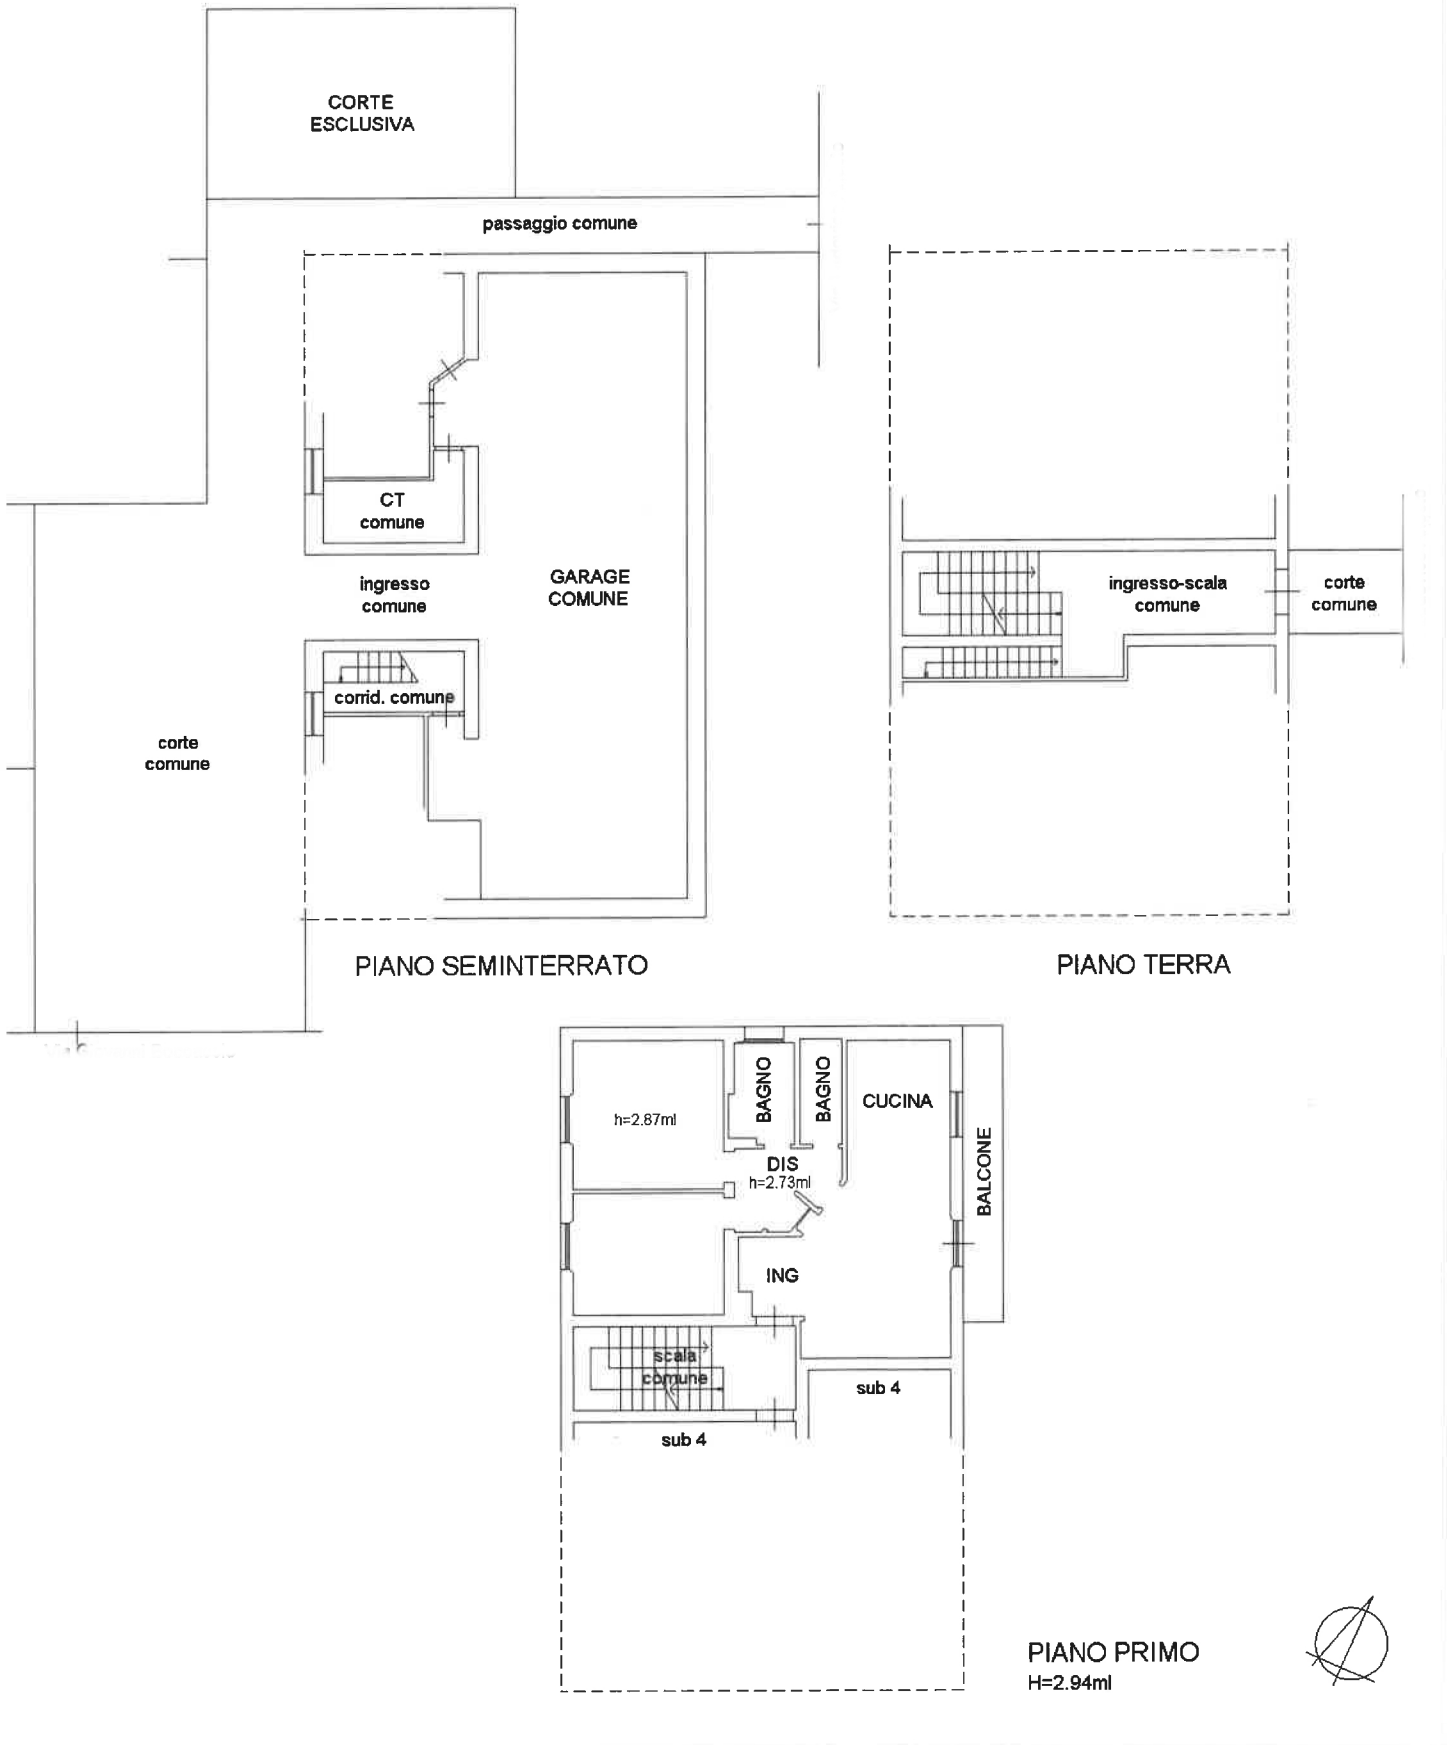 CORTE
ESCLUSIVA
passaggio comune
CT
comune
ingresso
comune
GARAGE
COMUNE
corrid. comune
corte
comune
PIANO SEMINTERRATO
ingresso-scala
comune
corte
comune
PIANO TERRA
BAGNO
BAGNO
CUCINA
h=2.87ml
DIS
h=2.73ml
BALCONE
ING
scala
comune
sub 4
sub 4
PIANO PRIMO
H=2.94ml